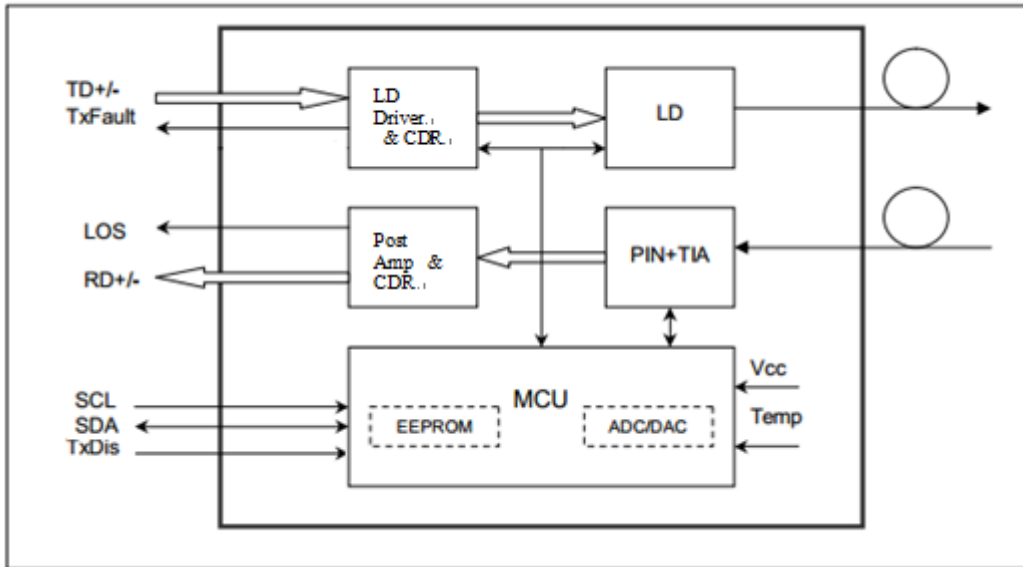 TD+/-
TxFault
LD
Driver
& CDR
LD
LOS
RD+/-
Post
Amp &
CDR
PIN+TIA
SCL
SDA
TxDis
MCU
EEPROM
ADC/DAC
Vcc
Temp